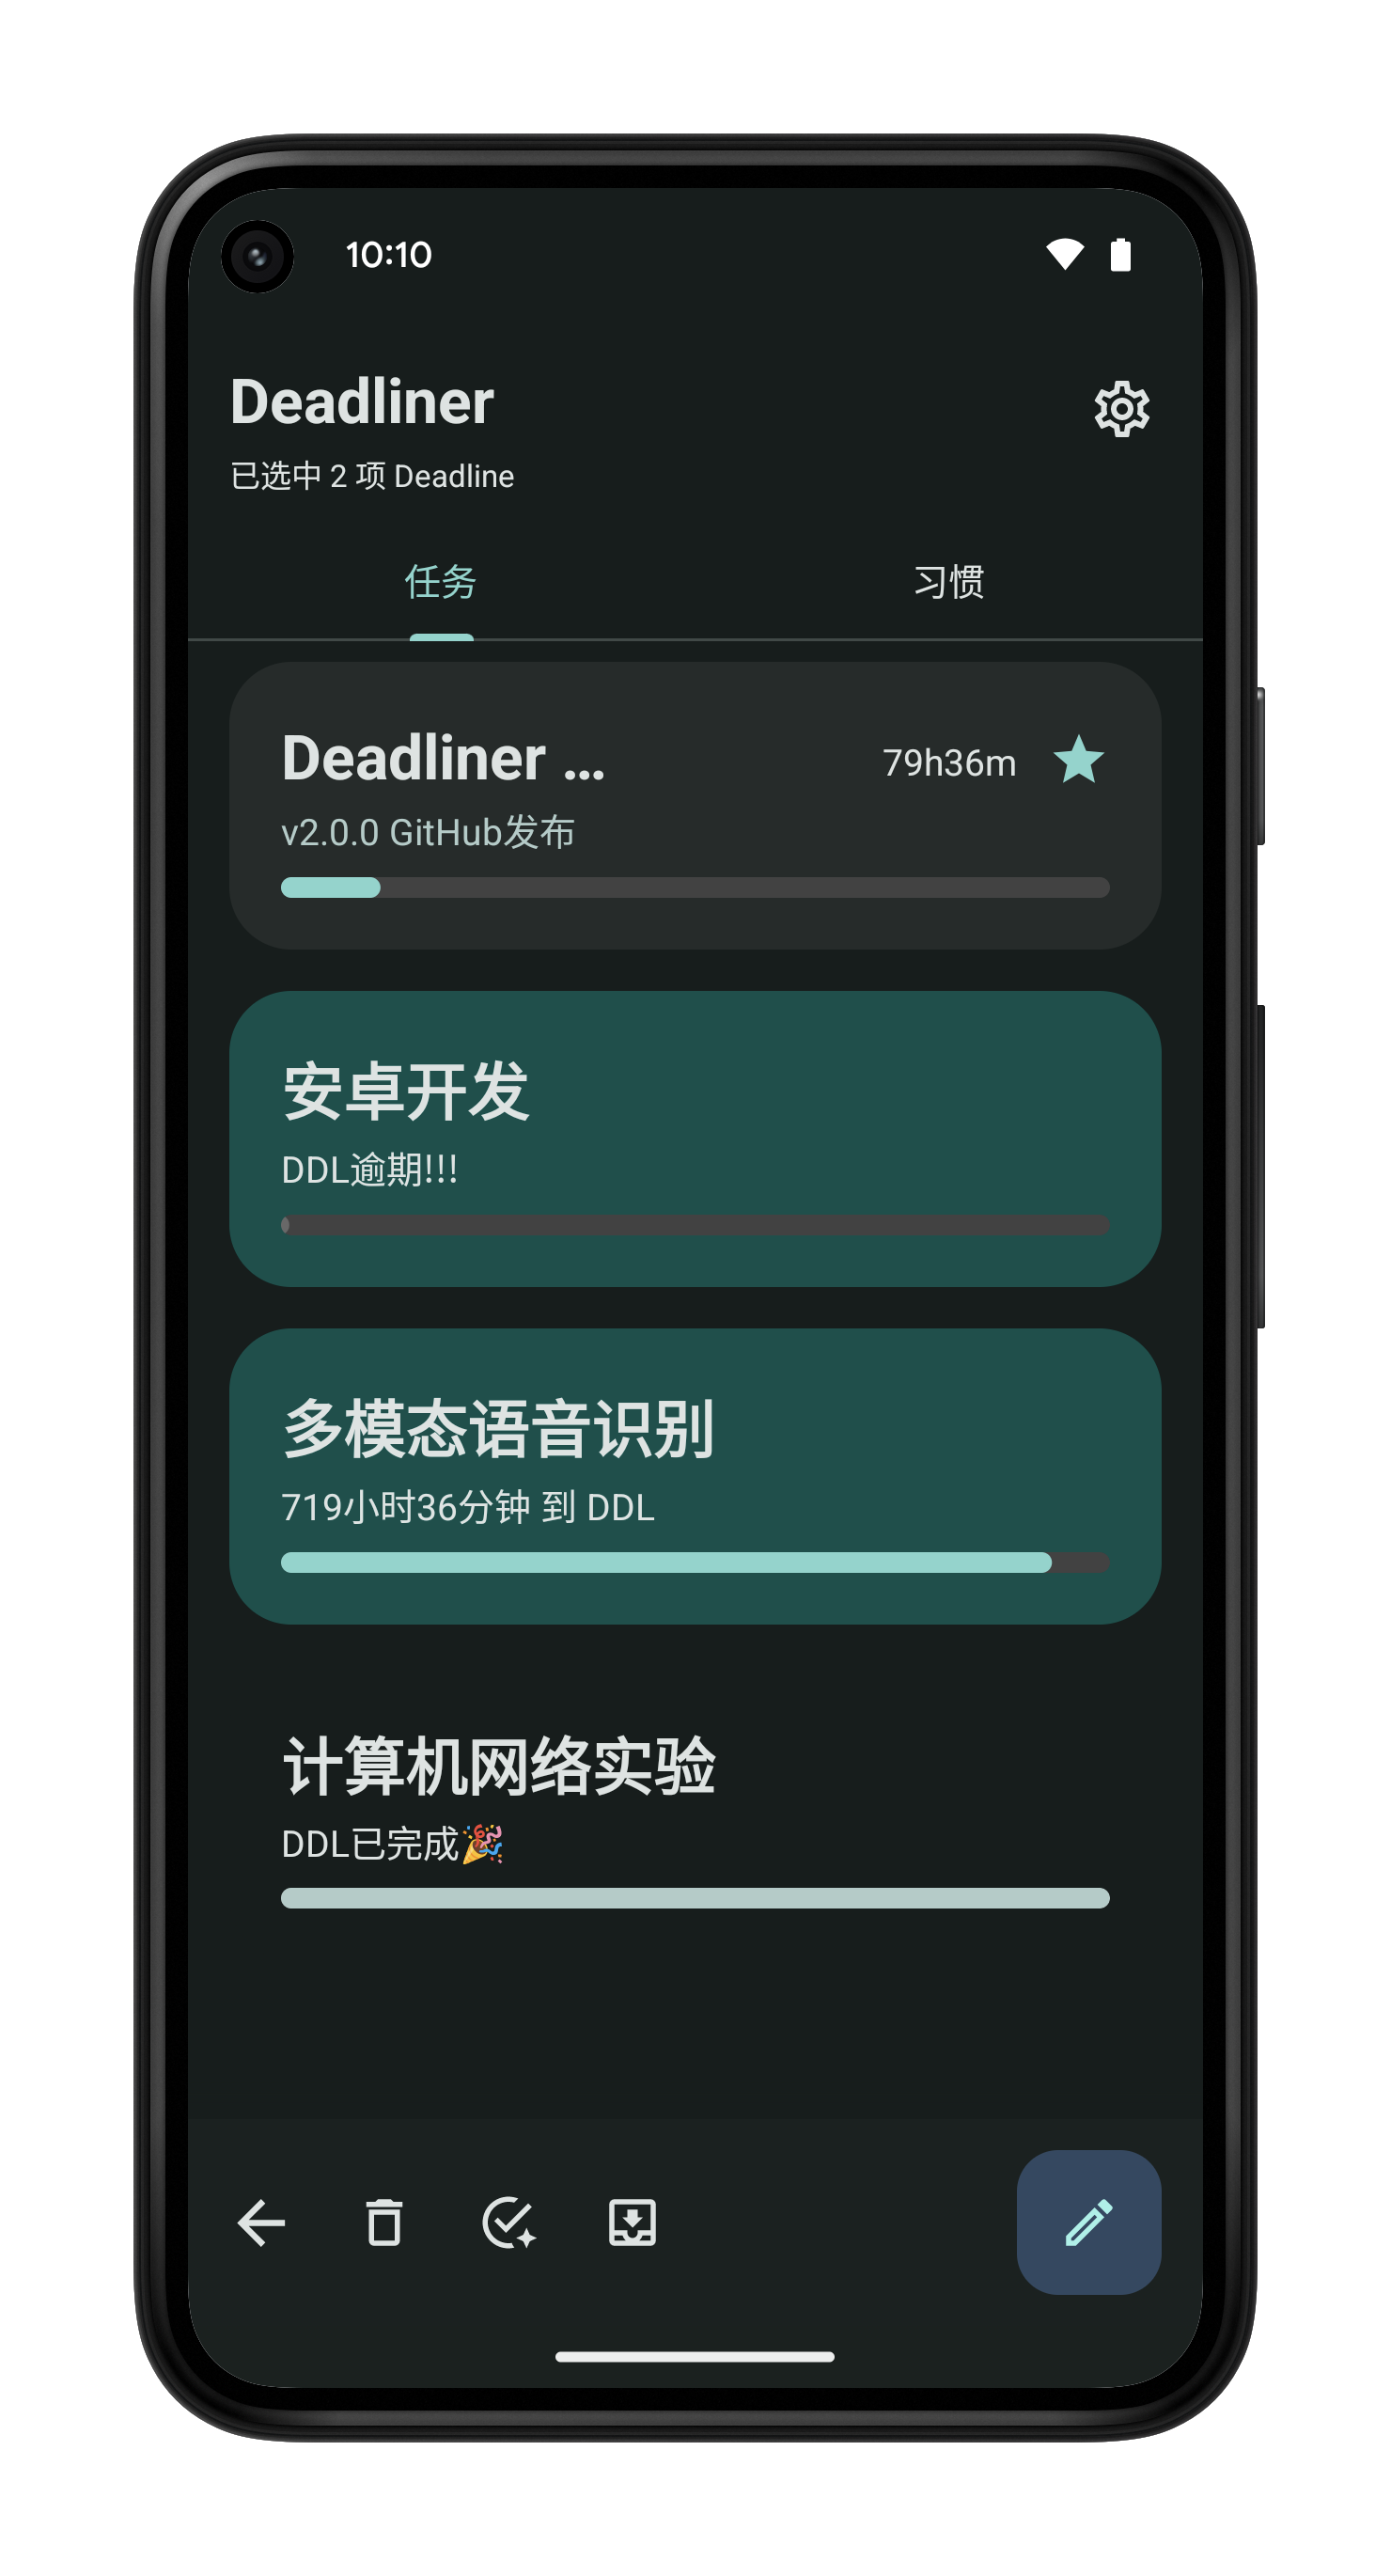 10:10
Deadliner
已选中 2 项 Deadline
任务 习惯
Deadliner ... 79h36m
v2.0.0 GitHub发布
安卓开发
DDL逾期!!!
多模态语音识别
719小时36分钟 到 DDL
计算机网络实验
DDL已完成🎉